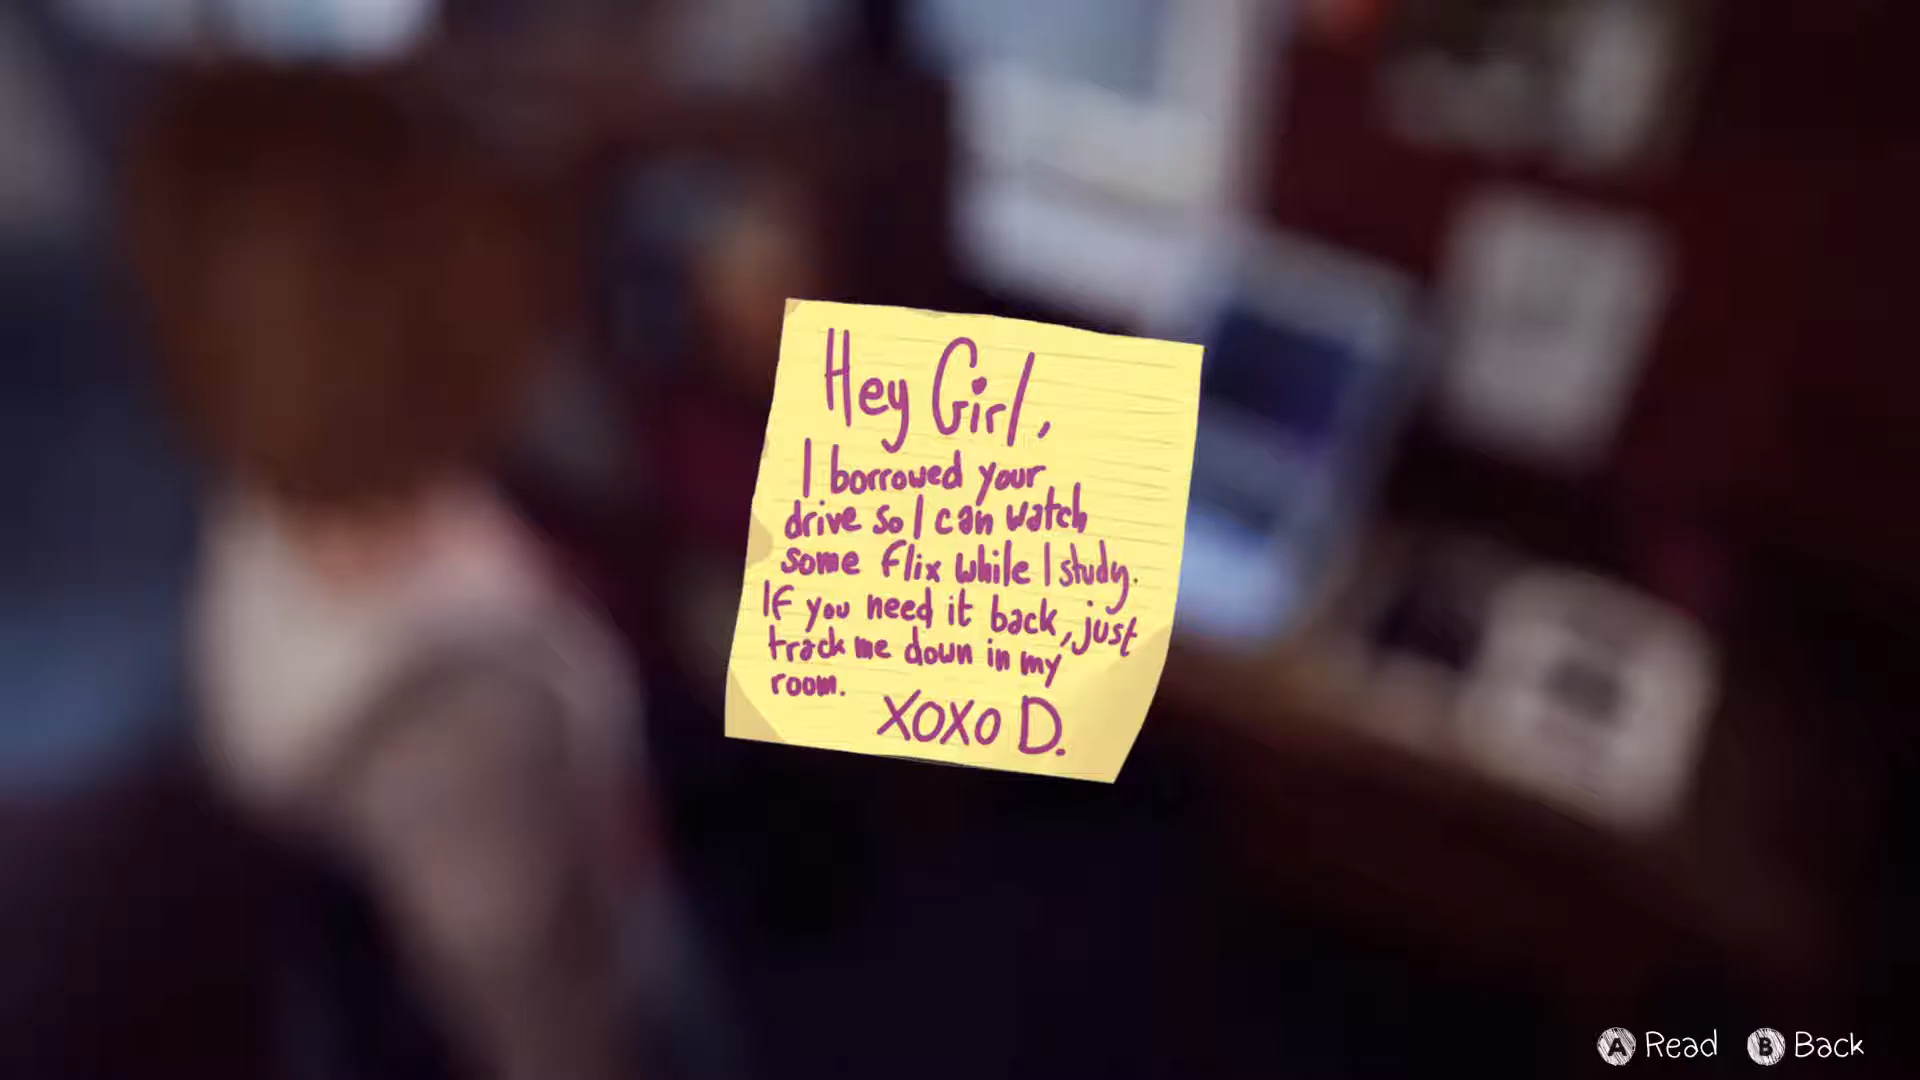 Hey Girl,
I borrowed your
drive so I can watch
some flix while I study.
If you need it back, just
track me down in my
room.
XOXO D.
A Read B Back